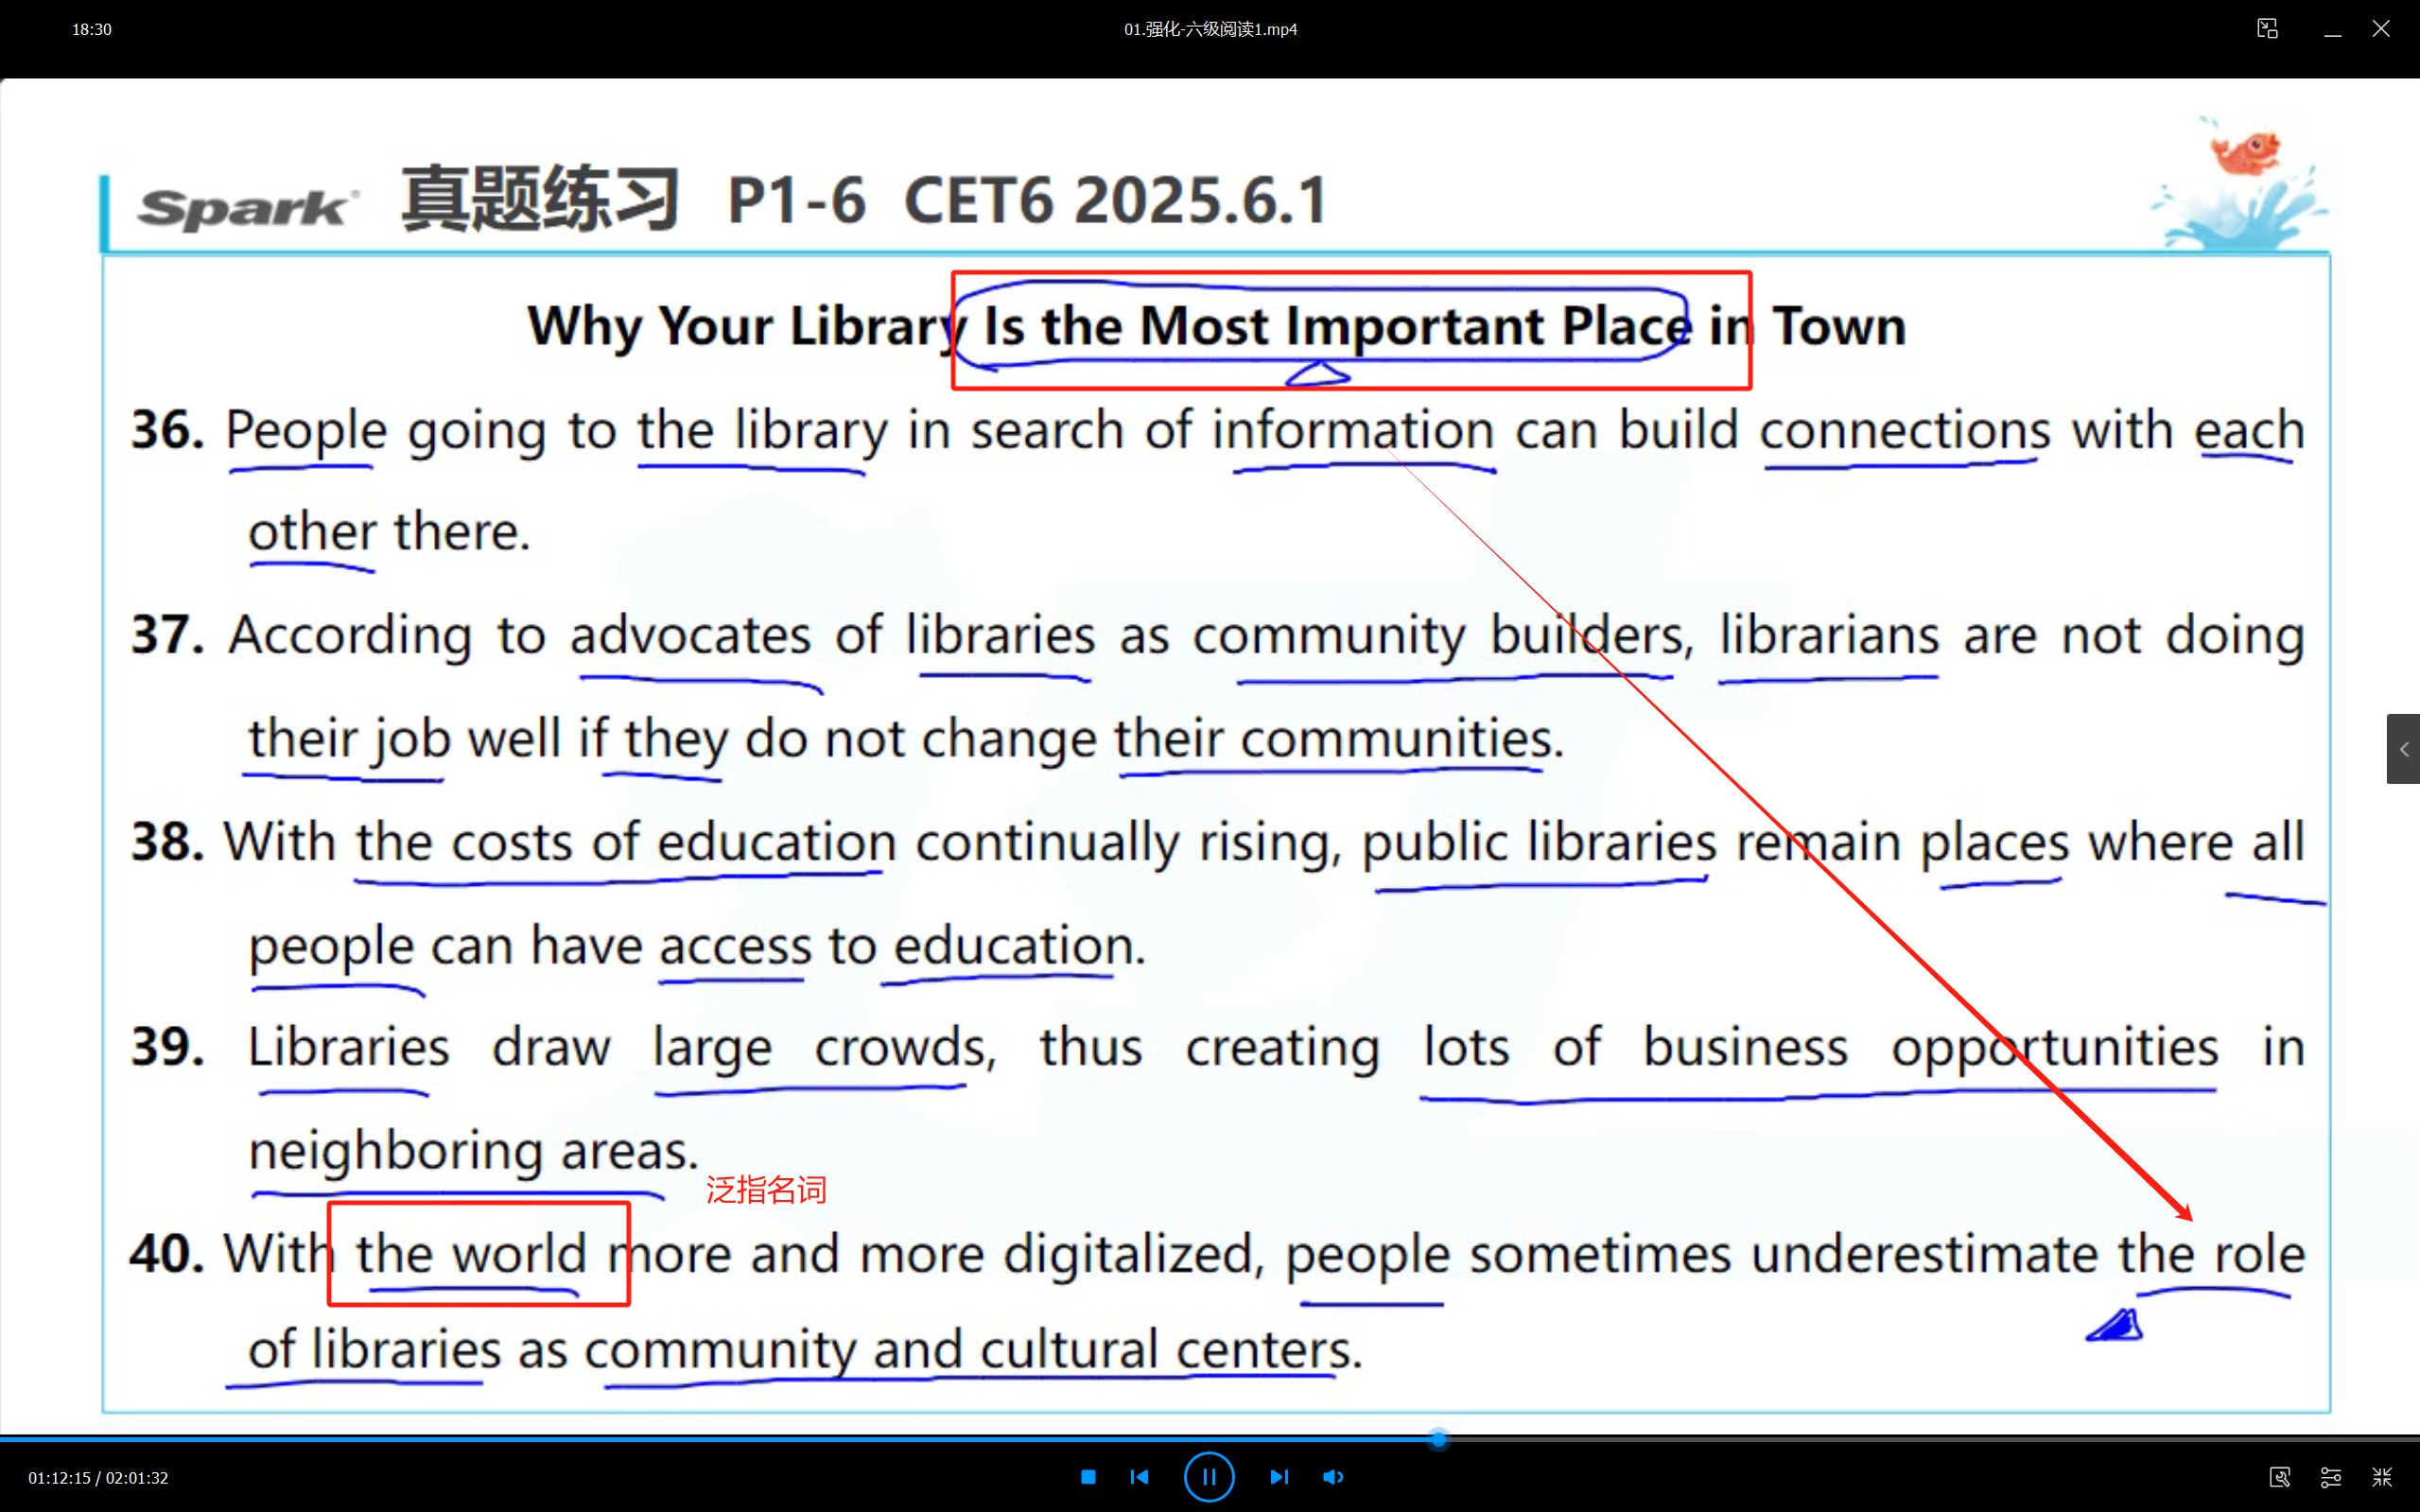 18:30
01.强化-六级阅读1.mp4
Spark 真题练习 P1-6 CET6 2025.6.1
Why Your Library Is the Most Important Place in Town
36. People going to the library in search of information can build connections with each
other there.
37. According to advocates of libraries as community builders, librarians are not doing
their job well if they do not change their communities.
38. With the costs of education continually rising, public libraries remain places where all
people can have access to education.
39. Libraries draw large crowds, thus creating lots of business opportunities in
neighboring areas.
泛指名词
40. With the world more and more digitalized, people sometimes underestimate the role
of libraries as community and cultural centers.
01:12:15 / 02:01:32